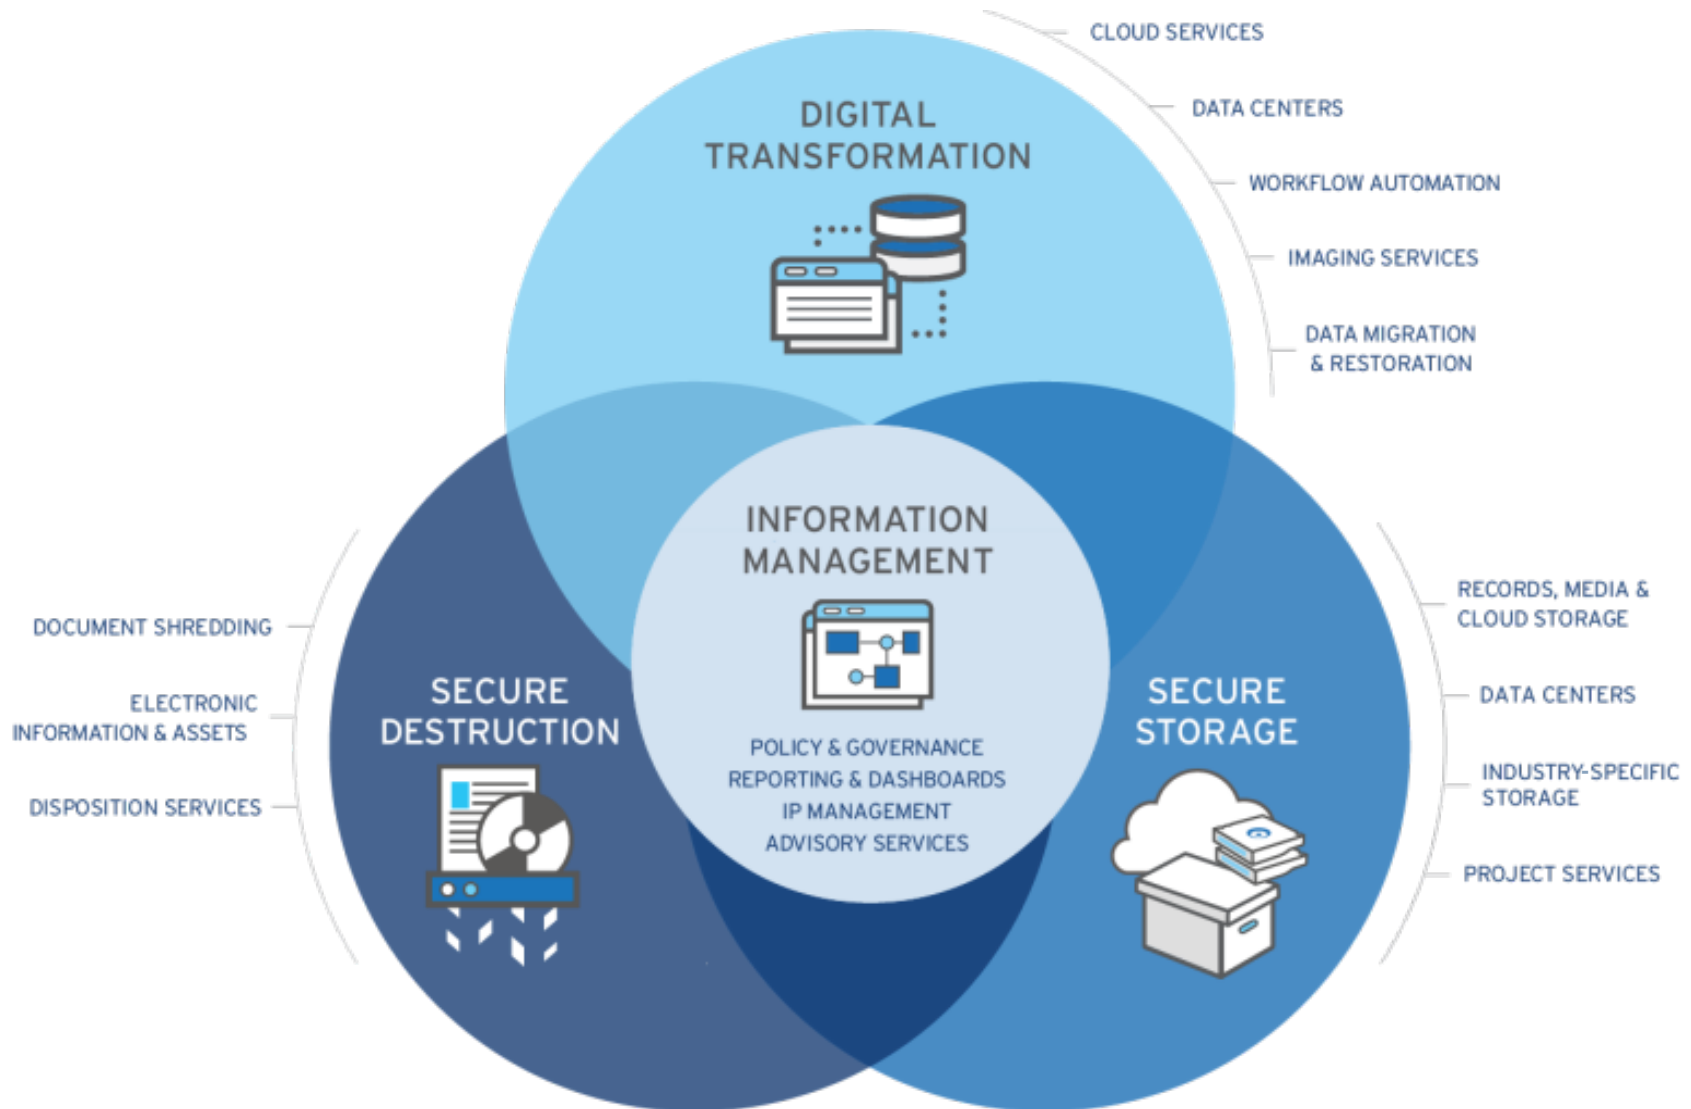 CLOUD SERVICES
DATA CENTERS
WORKFLOW AUTOMATION
IMAGING SERVICES
DATA MIGRATION
& RESTORATION
DIGITAL
TRANSFORMATION
INFORMATION
MANAGEMENT
POLICY & GOVERNANCE
REPORTING & DASHBOARDS
IP MANAGEMENT
ADVISORY SERVICES
DOCUMENT SHREDDING
ELECTRONIC
INFORMATION & ASSETS
DISPOSITION SERVICES
SECURE
DESTRUCTION
SECURE
STORAGE
RECORDS, MEDIA &
CLOUD STORAGE
DATA CENTERS
INDUSTRY-SPECIFIC
STORAGE
PROJECT SERVICES